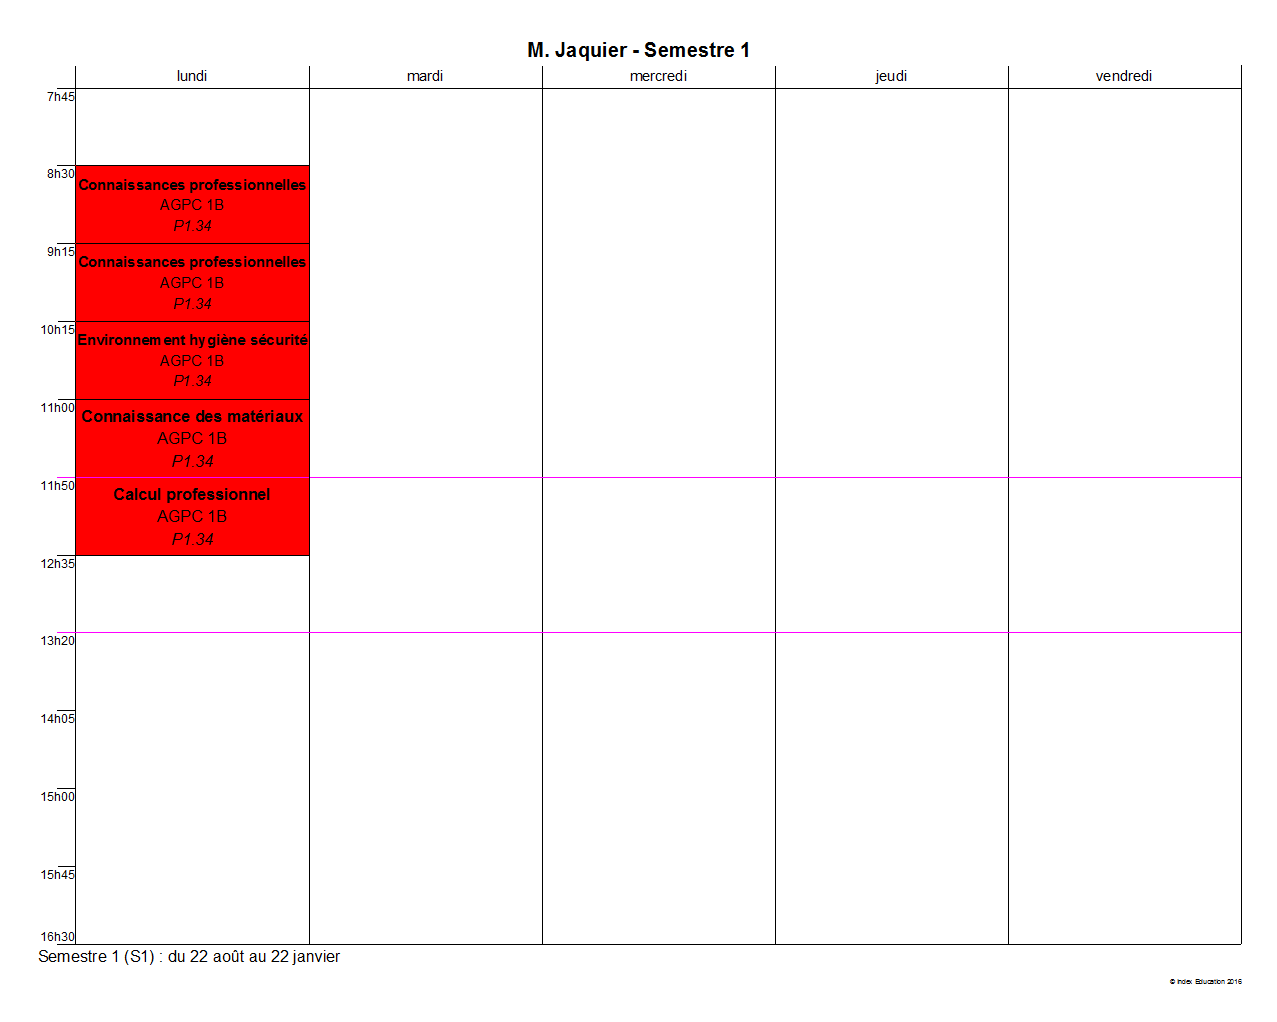 M. Jaquier - Semestre 1
lundi mardi mercredi jeudi vendredi
7h45
8h30
Connaissances professionnelles
AGPC 1B
P1.34
9h15
Connaissances professionnelles
AGPC 1B
P1.34
10h15
Environnement hygiène sécurité
AGPC 1B
P1.34
11h00
Connaissance des matériaux
AGPC 1B
P1.34
11h50
Calcul professionnel
AGPC 1B
P1.34
12h35
13h20
14h05
15h00
15h45
16h30
Semestre 1 (S1) : du 22 août au 22 janvier
© Index Education 2016